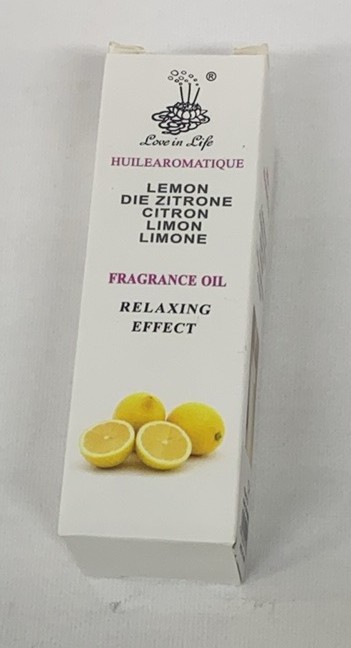 ®
Love in Life
HUILEAROMATIQUE
LEMON
DIE ZITRONE
CITRON
LIMON
LIMONE
FRAGRANCE OIL
RELAXING
EFFECT